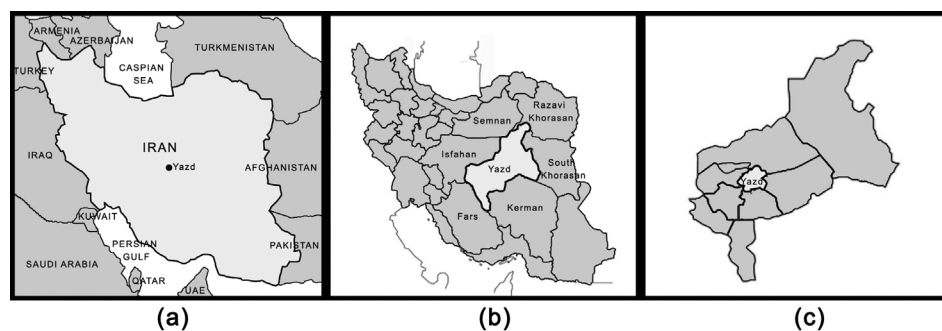 ARMENIA
AZERBAIJAN
TURKMENISTAN
CASPIAN
SEA
TURKEY
IRAN
Yazd
IRAQ
AFGHANISTAN
KUWAIT
PERSIAN
GULF
PAKISTAN
SAUDI ARABIA
QATAR
UAE
(a)
Razavi
Khorasan
Semnan
Isfahan
Yazd
South
Khorasan
Kerman
Fars
(b)
Yazd
(c)